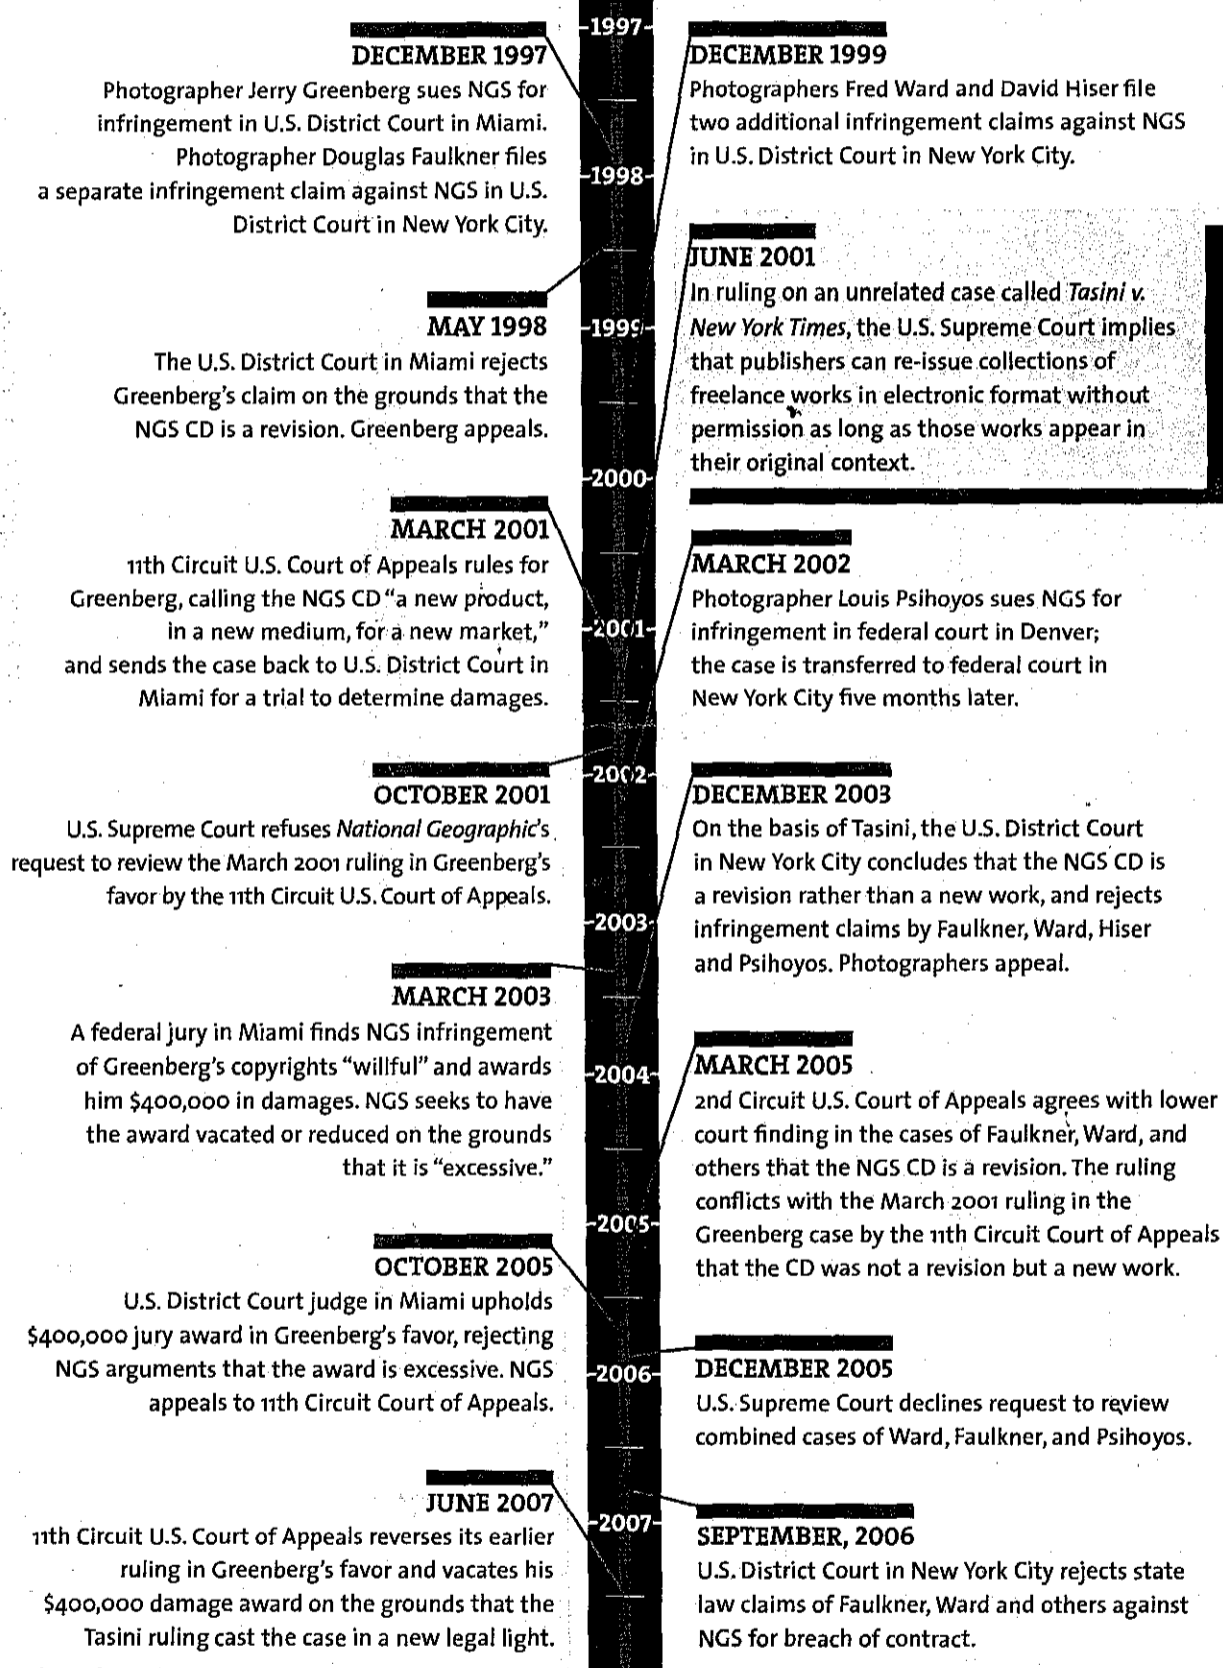 DECEMBER 1997
Photographer Jerry Greenberg sues NGS for
infringement in U.S. District Court in Miami.
Photographer Douglas Faulkner files
a separate infringement claim against NGS in U.S.
District Court in New York City.
MAY 1998
The U.S. District Court in Miami rejects
Greenberg's claim on the grounds that the
NGS CD is a revision. Greenberg appeals.
MARCH 2001
11th Circuit U.S. Court of Appeals rules for
Greenberg, calling the NGS CD "a new product,
in a new medium, for a new market,"
and sends the case back to U.S. District Court in
Miami for a trial to determine damages.
OCTOBER 2001
U.S. Supreme Court refuses National Geographic's
request to review the March 2001 ruling in Greenberg's
favor by the 11th Circuit U.S. Court of Appeals.
MARCH 2003
A federal jury in Miami finds NGS infringement
of Greenberg's copyrights "willful" and awards
him $400,000 in damages. NGS seeks to have
the award vacated or reduced on the grounds
that it is "excessive."
OCTOBER 2005
U.S. District Court judge in Miami upholds
$400,000 jury award in Greenberg's favor, rejecting
NGS arguments that the award is excessive. NGS
appeals to 11th Circuit Court of Appeals.
JUNE 2007
11th Circuit U.S. Court of Appeals reverses its earlier
ruling in Greenberg's favor and vacates his
$400,000 damage award on the grounds that the
Tasini ruling cast the case in a new legal light.
1997
1998
1999
2000
2001
2002
2003
2004
2005
2006
2007
DECEMBER 1999
Photographers Fred Ward and David Hiser file
two additional infringement claims against NGS
in U.S. District Court in New York City.
JUNE 2001
In ruling on an unrelated case called Tasini v.
New York Times, the U.S. Supreme Court implies
that publishers can re-issue collections of
freelance works in electronic format without
permission as long as those works appear in
their original context.
MARCH 2002
Photographer Louis Psihoyos sues NGS for
infringement in federal court in Denver;
the case is transferred to federal court in
New York City five months later.
DECEMBER 2003
On the basis of Tasini, the U.S. District Court
in New York City concludes that the NGS CD is
a revision rather than a new work, and rejects
infringement claims by Faulkner, Ward, Hiser
and Psihoyos. Photographers appeal.
MARCH 2005
2nd Circuit U.S. Court of Appeals agrees with lower
court finding in the cases of Faulkner, Ward, and
others that the NGS CD is a revision. The ruling
conflicts with the March 2001 ruling in the
Greenberg case by the 11th Circuit Court of Appeals
that the CD was not a revision but a new work.
DECEMBER 2005
U.S. Supreme Court declines request to review
combined cases of Ward, Faulkner, and Psihoyos.
SEPTEMBER, 2006
U.S. District Court in New York City rejects state
law claims of Faulkner, Ward and others against
NGS for breach of contract.